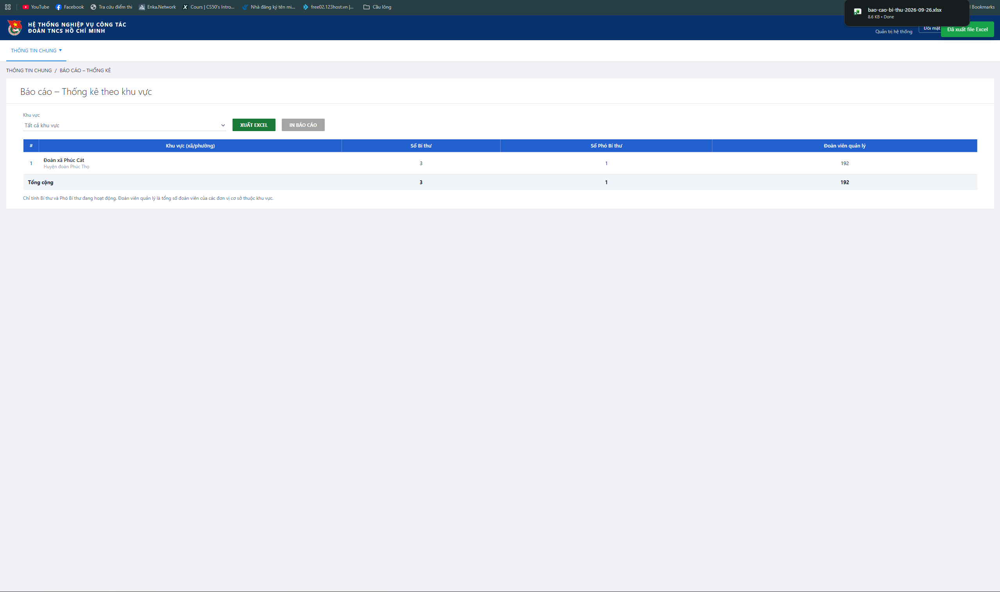 YouTube Facebook Tra cứu điểm thi Enka.Network Cours | CS50's Intro... Nhà đăng ký tên mi... free02.123host.vn |... Cầu lông Bookmarks
bao-cao-bi-thu-2026-09-26.xlsx
8.6 KB • Done
HỆ THỐNG NGHIỆP VỤ CÔNG TÁC
ĐOÀN TNCS HỒ CHÍ MINH
Quản trị hệ thống Đổi mật Đã xuất file Excel
THÔNG TIN CHUNG ▼
THÔNG TIN CHUNG / BÁO CÁO – THỐNG KÊ
Báo cáo – Thống kê theo khu vực
Khu vực
Tất cả khu vực XUẤT EXCEL IN BÁO CÁO
# Khu vực (xã/phường) Số Bí thư Số Phó Bí thư Đoàn viên quản lý
1 Đoàn xã Phúc Cát 3 1 192
Huyện đoàn Phúc Thọ
Tổng cộng 3 1 192
Chỉ tính Bí thư và Phó Bí thư đang hoạt động. Đoàn viên quản lý là tổng số đoàn viên của các đơn vị cơ sở thuộc khu vực.